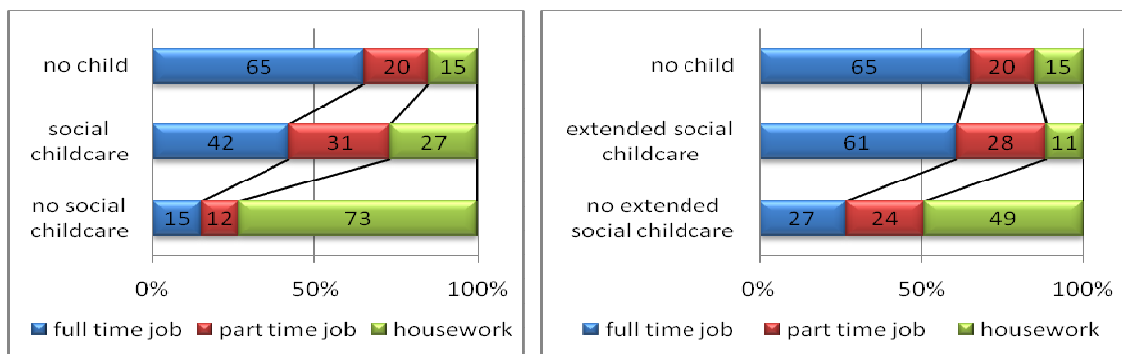 no child
65 20 15
social
childcare
42 31 27
no social
childcare
15 12 73
0% 50% 100%
full time job part time job housework
no child
65 20 15
extended social
childcare
61 28 11
no extended
social childcare
27 24 49
0% 50% 100%
full time job part time job housework